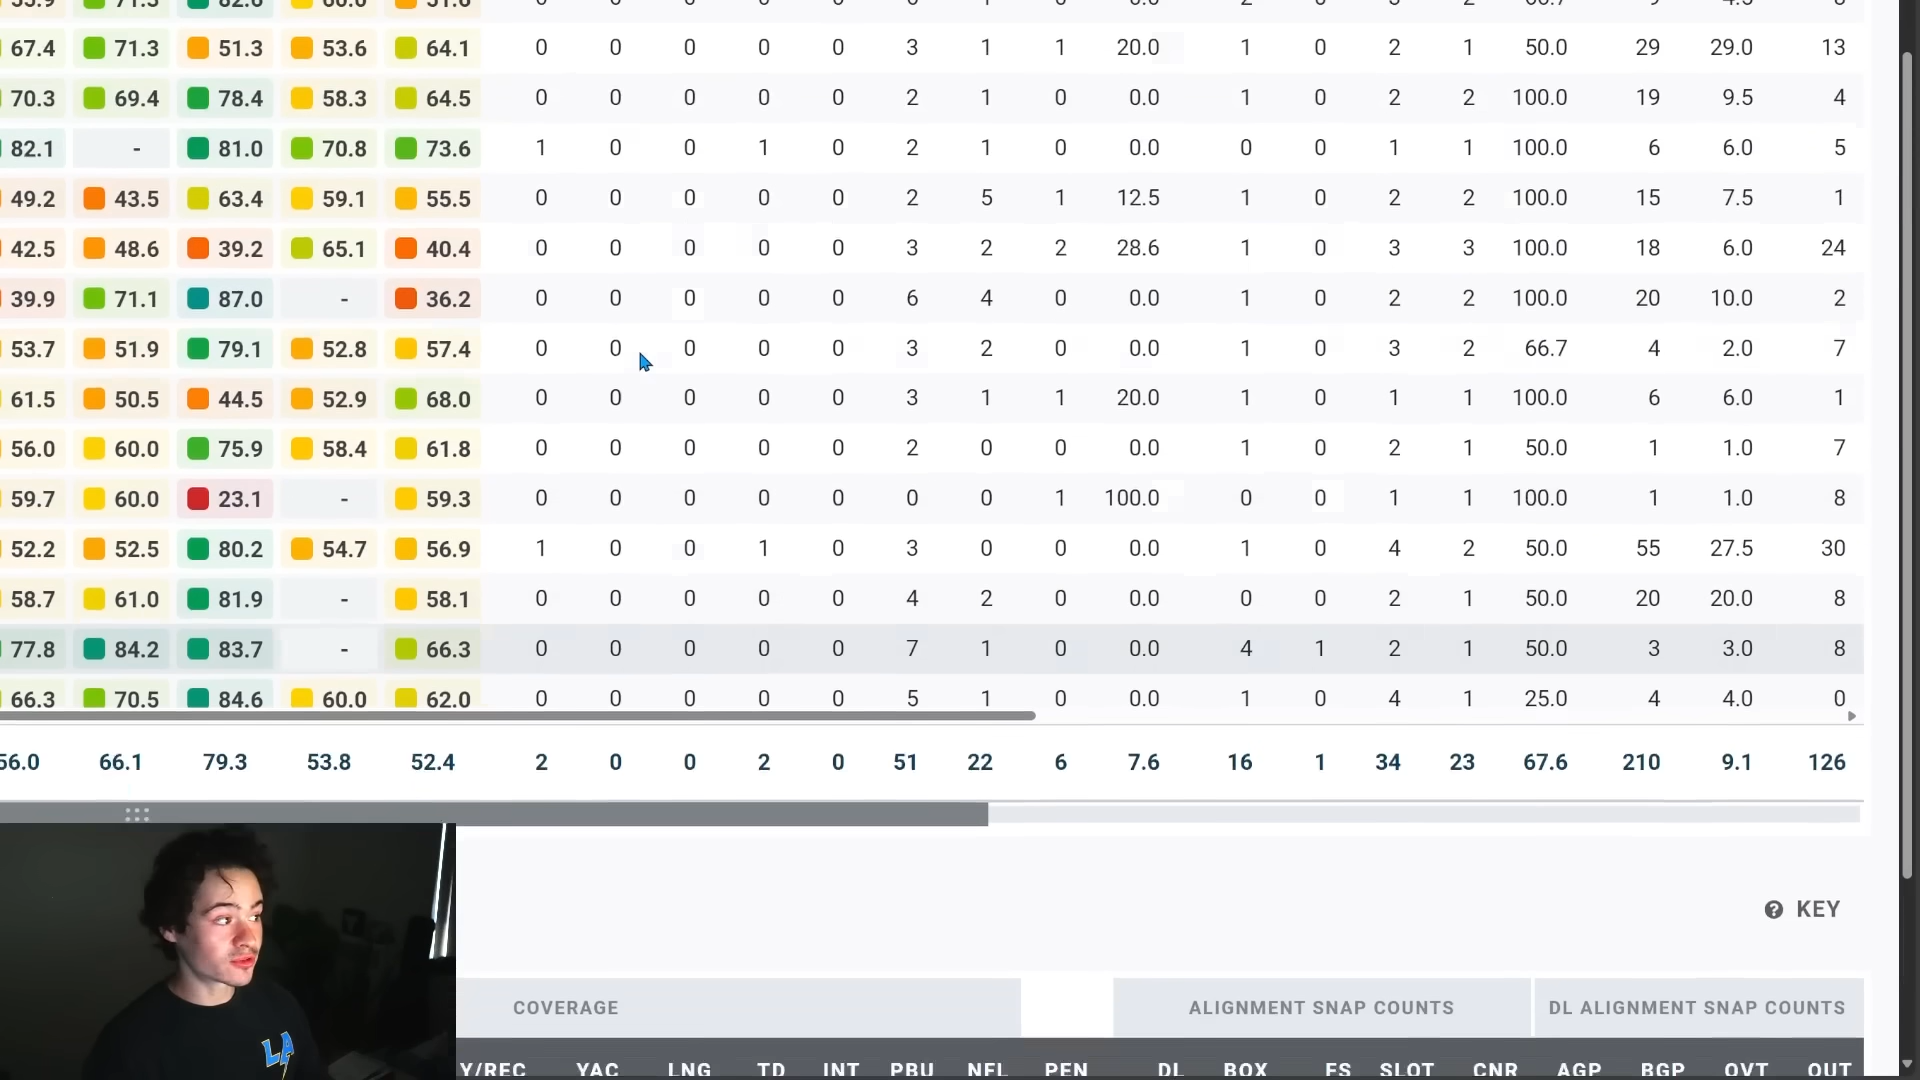 67.4 71.3 51.3 53.6 64.1 0 0 0 0 0 3 1 1 20.0 1 0 2 1 50.0 29 29.0 13
70.3 69.4 78.4 58.3 64.5 0 0 0 0 0 2 1 0 0.0 1 0 2 2 100.0 19 9.5 4
82.1 - 81.0 70.8 73.6 1 0 0 1 0 2 1 0 0.0 0 0 1 1 100.0 6 6.0 5
49.2 43.5 63.4 59.1 55.5 0 0 0 0 0 2 5 1 12.5 1 0 2 2 100.0 15 7.5 1
42.5 48.6 39.2 65.1 40.4 0 0 0 0 0 3 2 2 28.6 1 0 3 3 100.0 18 6.0 24
39.9 71.1 87.0 - 36.2 0 0 0 0 0 6 4 0 0.0 1 0 2 2 100.0 20 10.0 2
53.7 51.9 79.1 52.8 57.4 0 0 0 0 0 3 2 0 0.0 1 0 3 2 66.7 4 2.0 7
61.5 50.5 44.5 52.9 68.0 0 0 0 0 0 3 1 1 20.0 1 0 1 1 100.0 6 6.0 1
56.0 60.0 75.9 58.4 61.8 0 0 0 0 0 2 0 0 0.0 1 0 2 1 50.0 1 1.0 7
59.7 60.0 23.1 - 59.3 0 0 0 0 0 0 0 1 100.0 0 0 1 1 100.0 1 1.0 8
52.2 52.5 80.2 54.7 56.9 1 0 0 1 0 3 0 0 0.0 1 0 4 2 50.0 55 27.5 30
58.7 61.0 81.9 - 58.1 0 0 0 0 0 4 2 0 0.0 0 0 2 1 50.0 20 20.0 8
77.8 84.2 83.7 - 66.3 0 0 0 0 0 7 1 0 0.0 4 1 2 1 50.0 3 3.0 8
66.3 70.5 84.6 60.0 62.0 0 0 0 0 0 5 1 0 0.0 1 0 4 1 25.0 4 4.0 0
56.0 66.1 79.3 53.8 52.4 2 0 0 2 0 51 22 6 7.6 16 1 34 23 67.6 210 9.1 126
KEY
COVERAGE ALIGNMENT SNAP COUNTS DL ALIGNMENT SNAP COUNTS
Y/REC YAC LNG TD INT PBU NFL PEN DL BOX FS SLOT CNR AGP BGP OVT OUT
LA